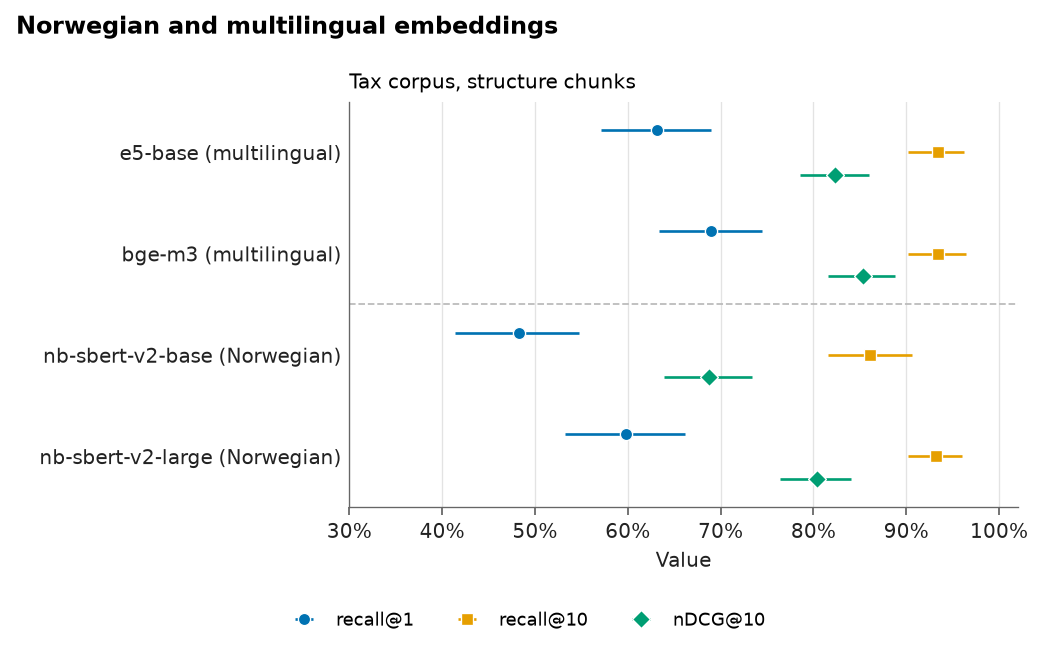 Norwegian and multilingual embeddings
Tax corpus, structure chunks
e5-base (multilingual)
bge-m3 (multilingual)
nb-sbert-v2-base (Norwegian)
nb-sbert-v2-large (Norwegian)
30% 40% 50% 60% 70% 80% 90% 100%
Value
recall@1 recall@10 nDCG@10